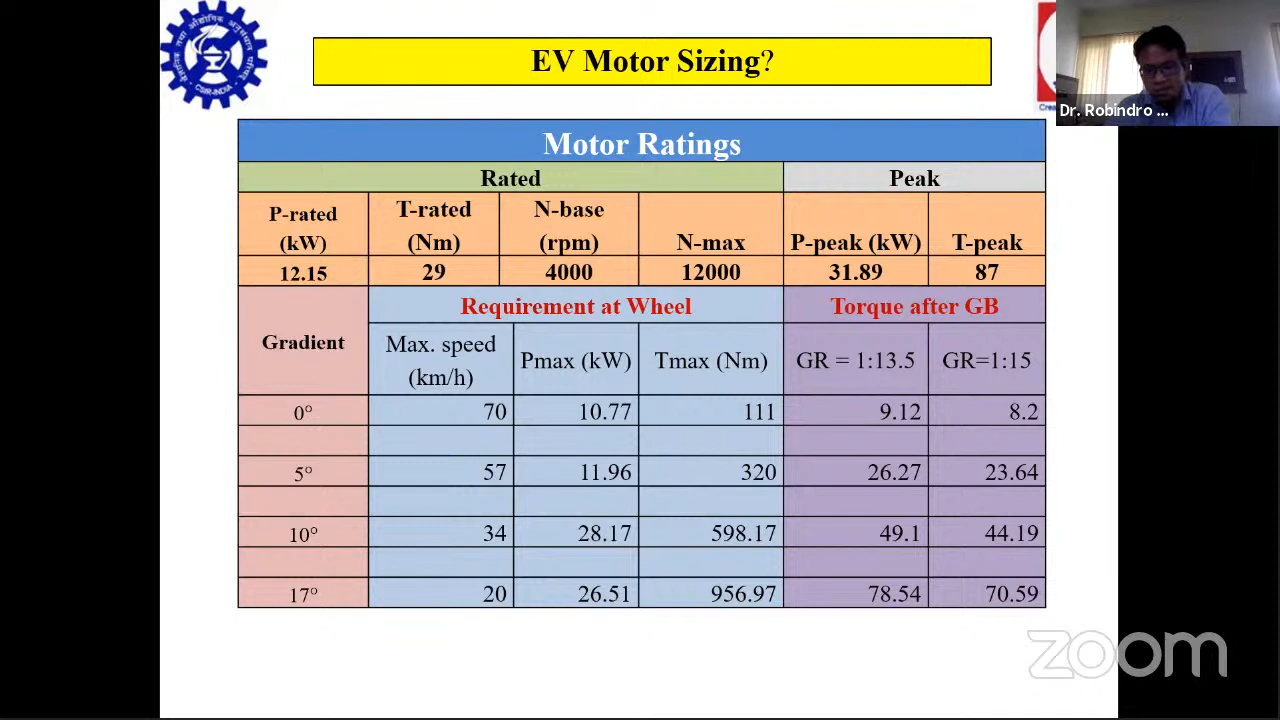 EV Motor Sizing?
Dr. Robindro ...
Motor Ratings
Rated Peak
P-rated (kW) T-rated (Nm) N-base (rpm) N-max P-peak (kW) T-peak
12.15 29 4000 12000 31.89 87
Gradient Requirement at Wheel Torque after GB
Max. speed (km/h) Pmax (kW) Tmax (Nm) GR = 1:13.5 GR=1:15
0° 70 10.77 111 9.12 8.2
5° 57 11.96 320 26.27 23.64
10° 34 28.17 598.17 49.1 44.19
17° 20 26.51 956.97 78.54 70.59
zoom